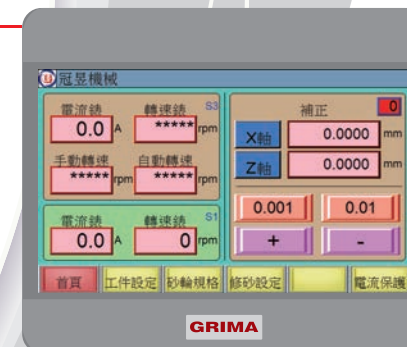 冠昱機械
電流錶 轉速錶 S3
0.0 A ***** rpm
手動轉速 自動轉速
***** rpm ***** rpm
電流錶 轉速錶 S1
0.0 A 0 rpm
補正 0
X軸 0.0000 mm
Z軸 0.0000 mm
0.001 0.01
+ -
首頁 工件設定 砂輪規格 修砂設定 電流保護
GRIMA